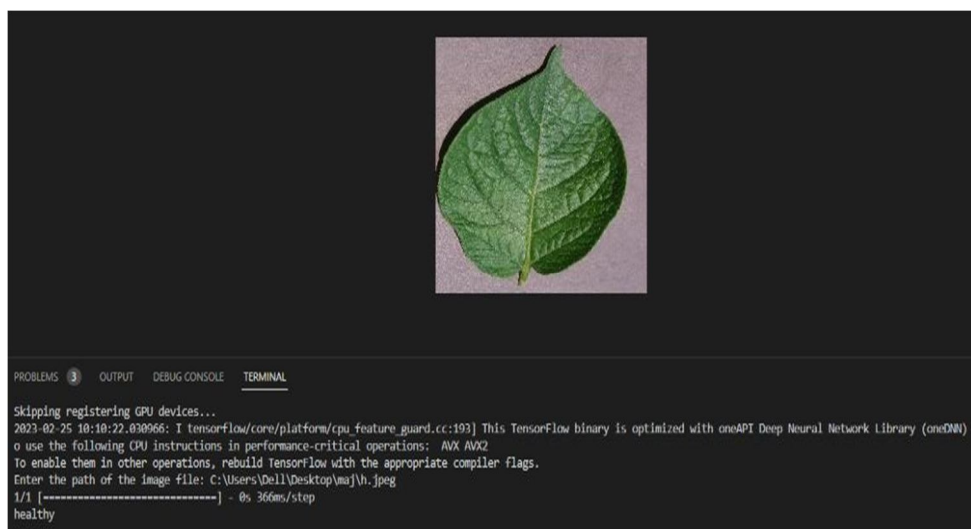 PROBLEMS 3 OUTPUT DEBUG CONSOLE TERMINAL
Skipping registering GPU devices...
2023-02-25 10:10:22.030966: I tensorflow/core/platform/cpu_feature_guard.cc:193] This TensorFlow binary is optimized with oneAPI Deep Neural Network Library (oneDNN)
o use the following CPU instructions in performance-critical operations: AVX AVX2
To enable them in other operations, rebuild TensorFlow with the appropriate compiler flags.
Enter the path of the image file: C:\Users\Dell\Desktop\maj\h.jpeg
1/1 [==============================] - 0s 366ms/step
healthy